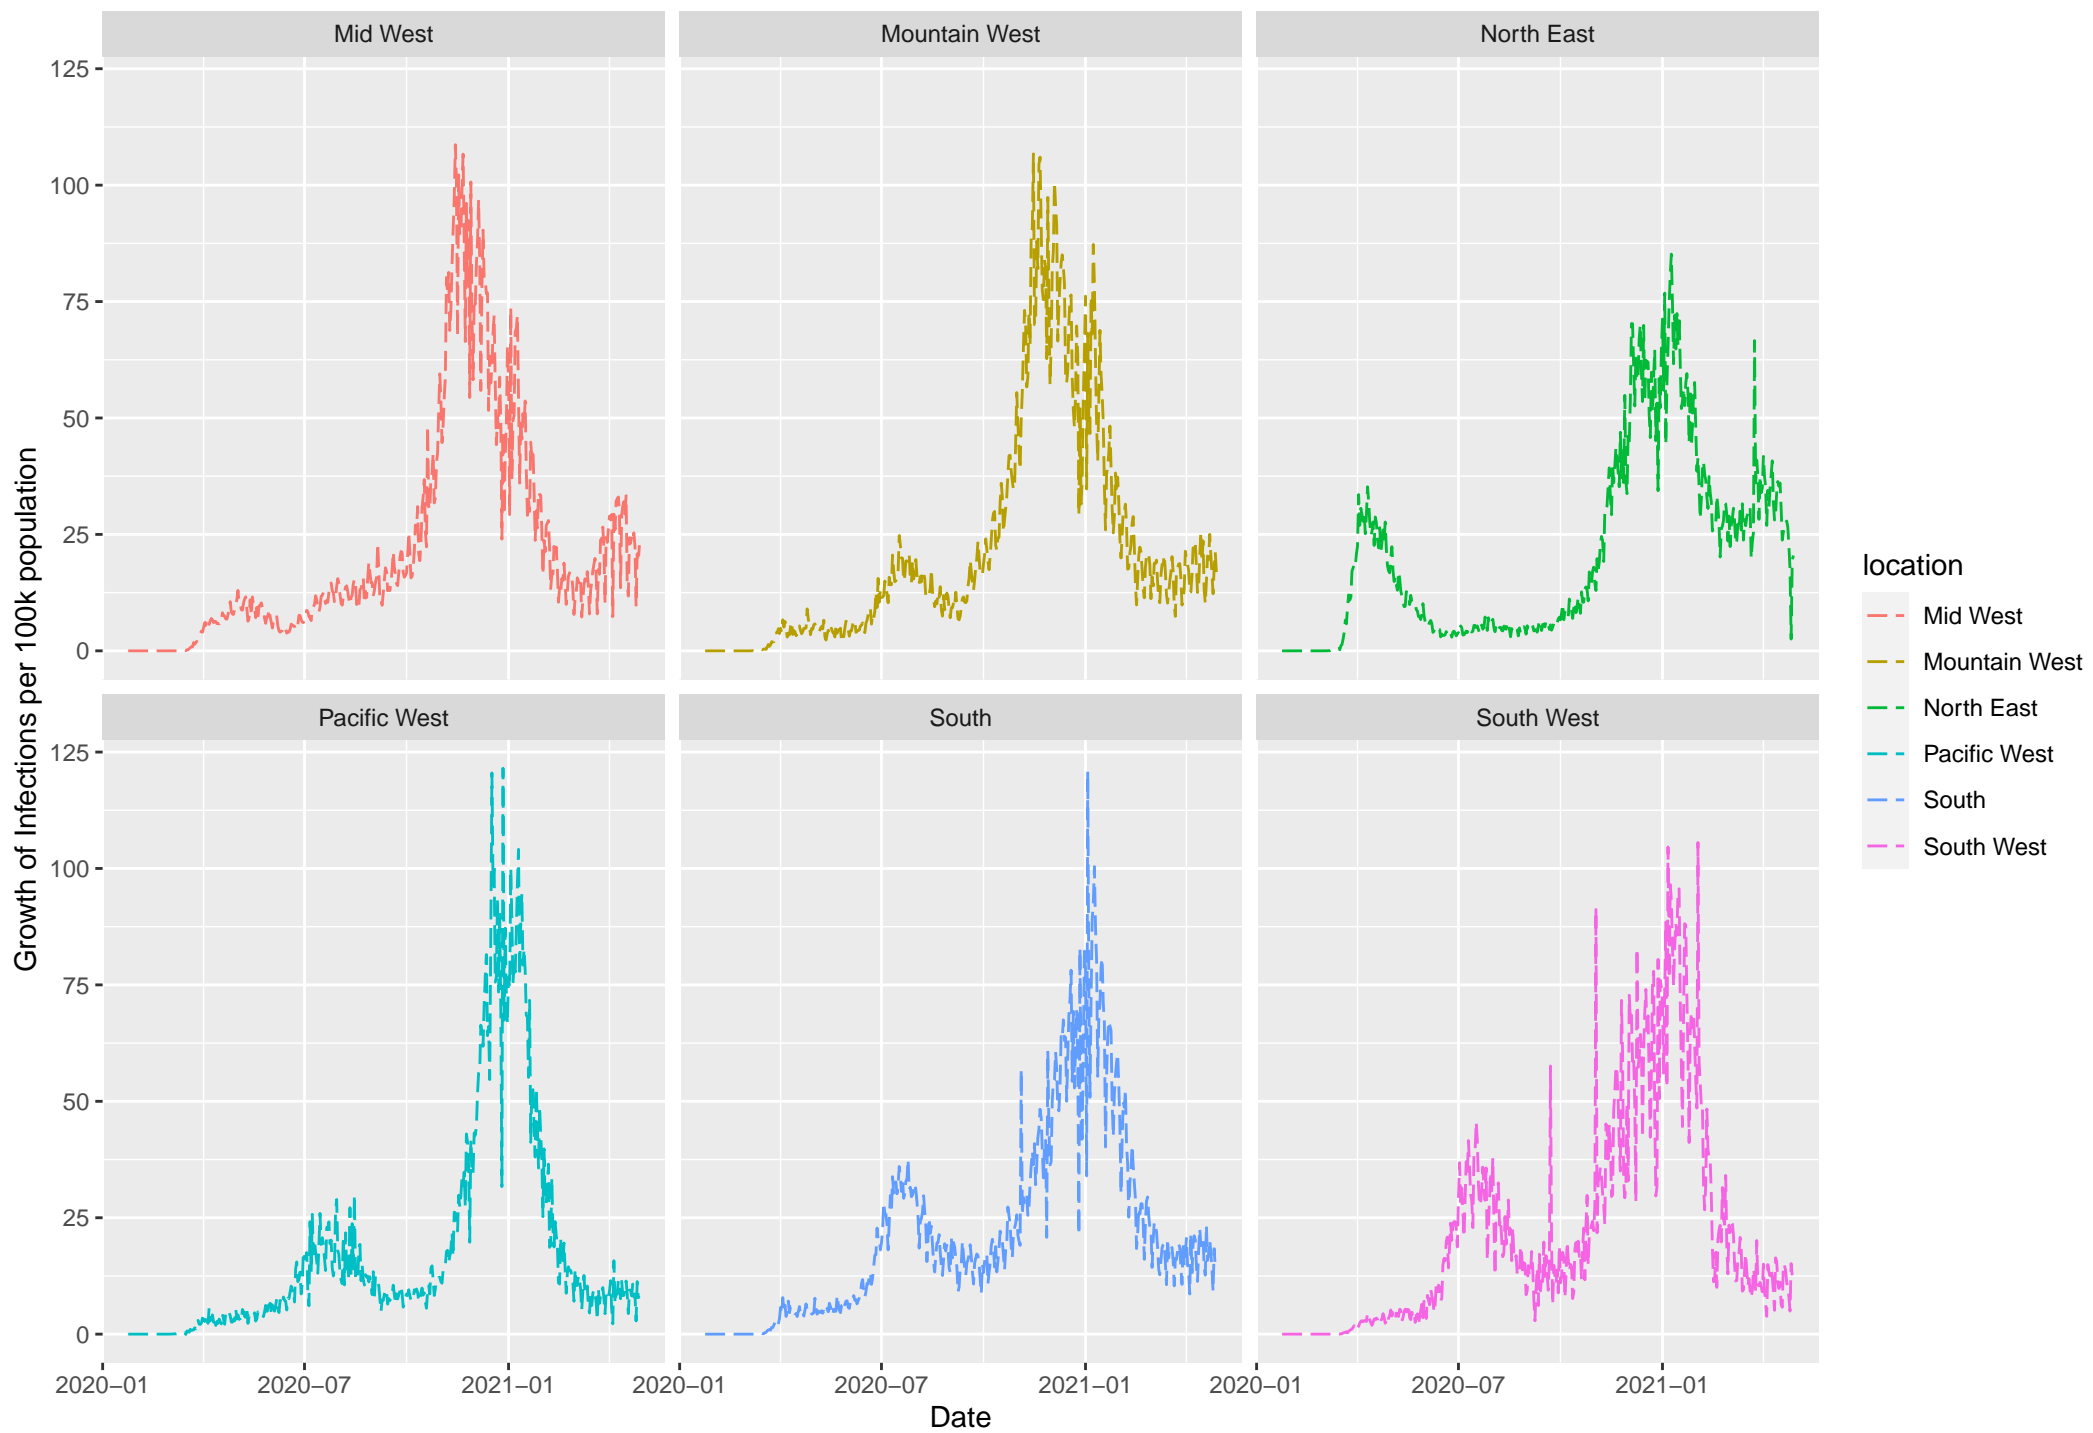 Mid West
Mountain West
North East
125
100
75
50
25
0
Pacific West
South
South West
125
100
75
50
25
0
2020–01
2020–07
2021–01
2020–01
2020–07
2021–01
2020–01
2020–07
2021–01
Date
Growth of Infections per 100k population
location
Mid West
Mountain West
North East
Pacific West
South
South West